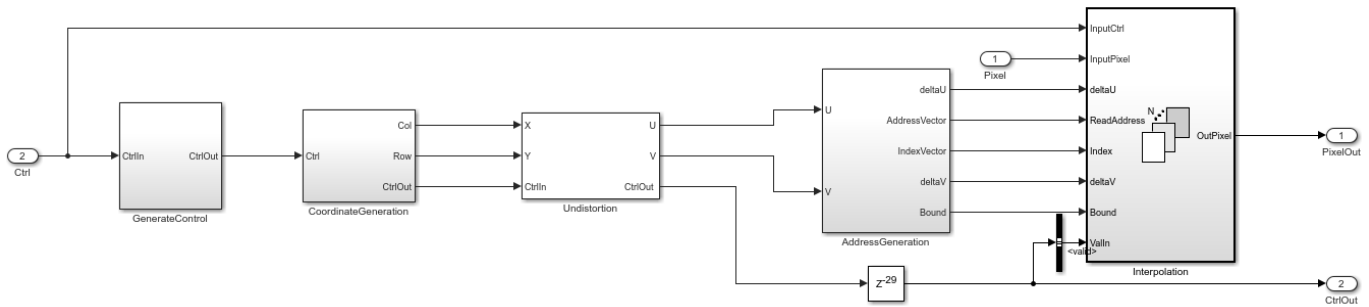 2
Ctrl
CtrlIn
CtrlOut
GenerateControl
Ctrl
Col
Row
CtrlOut
CoordinateGeneration
X
Y
CtrlIn
U
V
CtrlOut
Undistortion
U
V
deltaU
AddressVector
IndexVector
deltaV
Bound
AddressGeneration
Z-29
1
Pixel
<valid>
InputCtrl
InputPixel
deltaU
ReadAddress
Index
deltaV
Bound
ValIn
N
OutPixel
Interpolation
1
PixelOut
2
CtrlOut